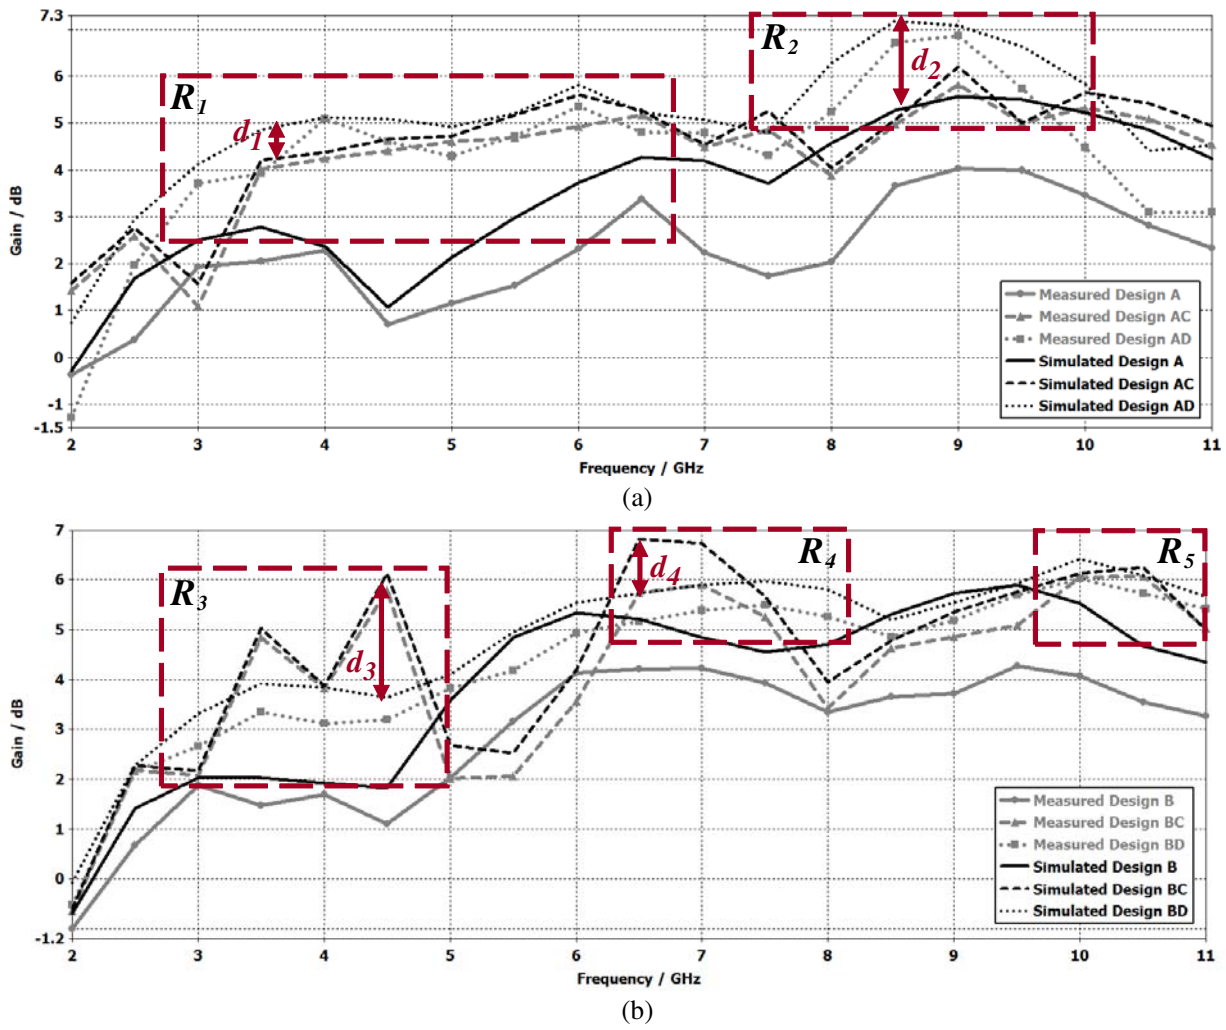 7.3
6
5
4
3
2
1
0
-1
-1.5
Gain / dB
R1
d1
R2
d2
Measured Design A
Measured Design AC
Measured Design AD
Simulated Design A
Simulated Design AC
Simulated Design AD
2 3 4 5 6 7 8 9 10 11
Frequency / GHz
(a)
7
6
5
4
3
2
1
0
-1.2
Gain / dB
R3
d3
R4
d4
R5
Measured Design B
Measured Design BC
Measured Design BD
Simulated Design B
Simulated Design BC
Simulated Design BD
2 3 4 5 6 7 8 9 10 11
Frequency / GHz
(b)